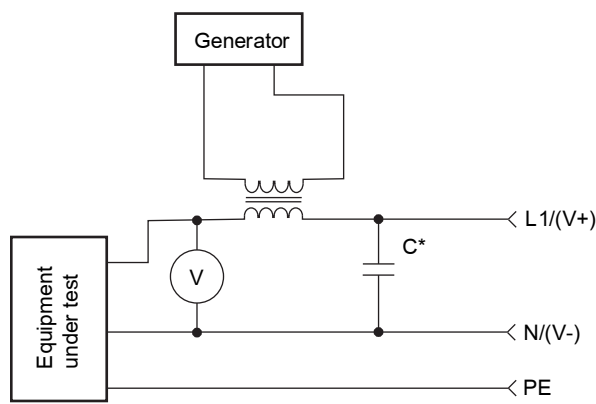 Generator
L1/(V+)
C*
V
Equipment
under test
N/(V-)
PE